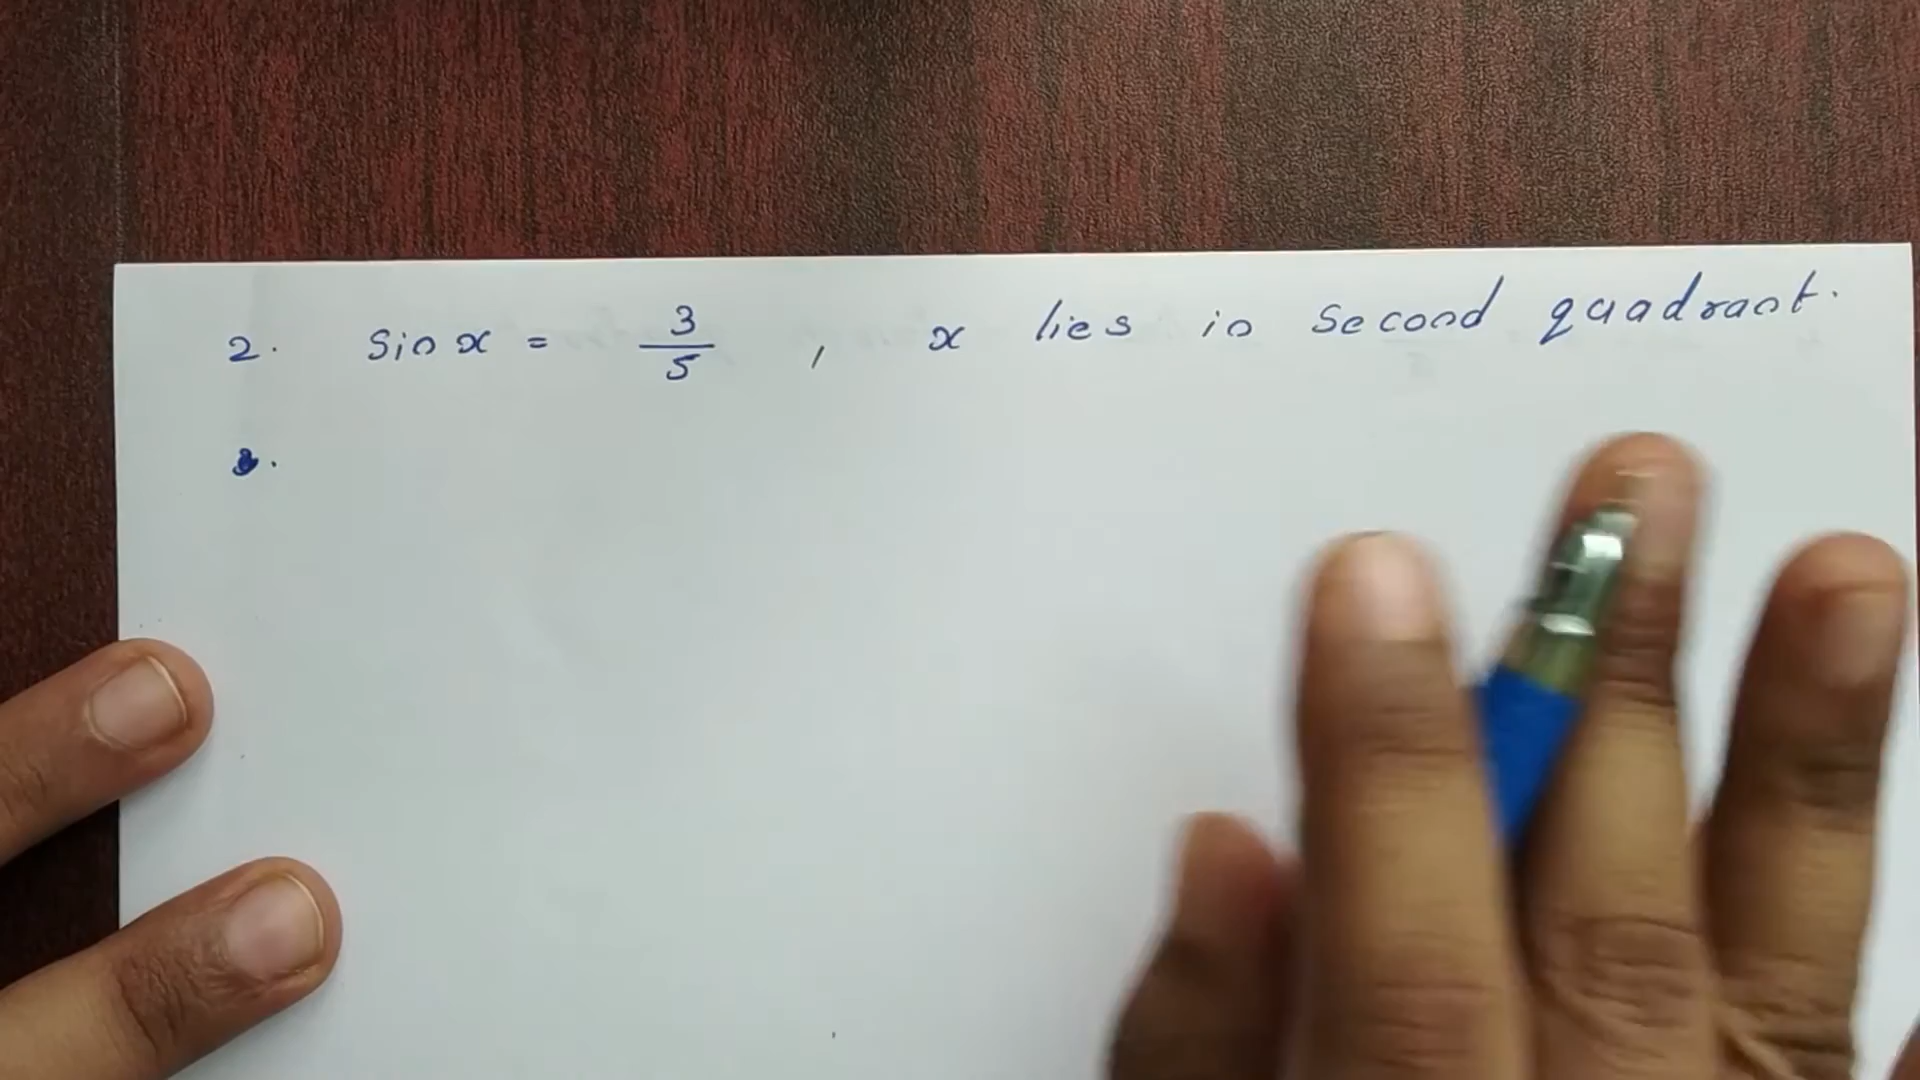 2. Sin x = 3/5 , x lies in Second quadrant.